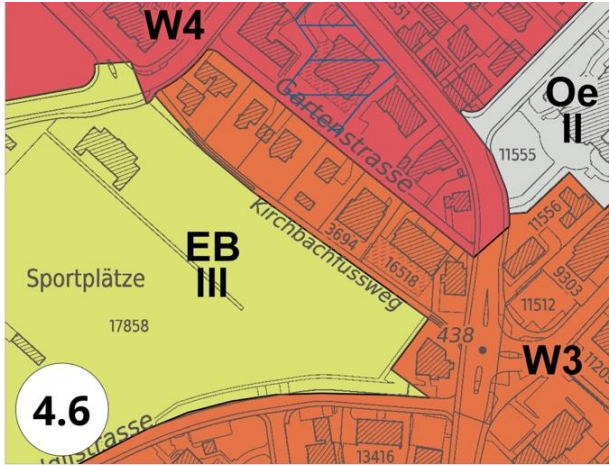 W4
Oe
II
11555
Gartenstrasse
Kirchbachfussweg
3694
16518
11556
9303
11512
EB
III
Sportplätze
17858
438
W3
4.6
13416